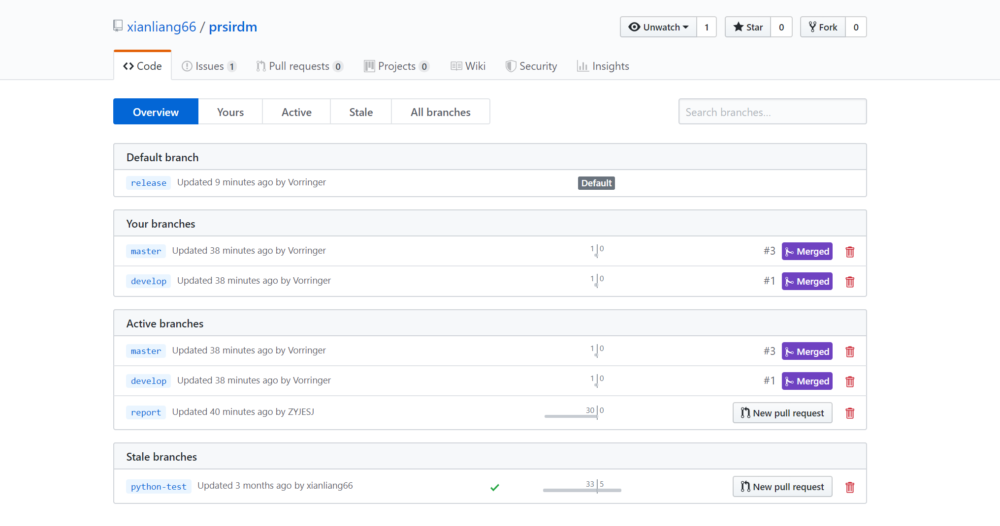 xianliang66 / prsirdm
Unwatch 1 Star 0 Fork 0
Code Issues 1 Pull requests 0 Projects 0 Wiki Security Insights
Overview Yours Active Stale All branches Search branches...
Default branch
release Updated 9 minutes ago by Vorringer Default
Your branches
master Updated 38 minutes ago by Vorringer 1 0 #3 Merged
develop Updated 38 minutes ago by Vorringer 1 0 #1 Merged
Active branches
master Updated 38 minutes ago by Vorringer 1 0 #3 Merged
develop Updated 38 minutes ago by Vorringer 1 0 #1 Merged
report Updated 40 minutes ago by ZYJESJ 30 0 New pull request
Stale branches
python-test Updated 3 months ago by xianliang66 33 5 New pull request